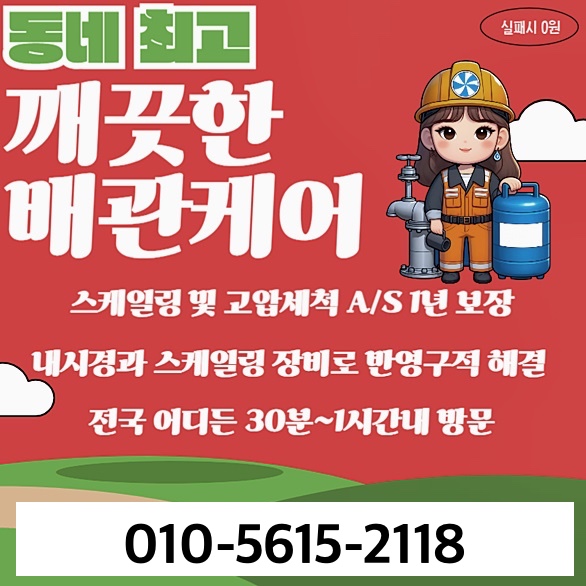 동네 최고
실패시 0원
깨끗한
배관케어
스케일링 및 고압세척 A/S 1년 보장
내시경과 스케일링 장비로 반영구적 해결
전국 어디든 30분~1시간내 방문
010-5615-2118